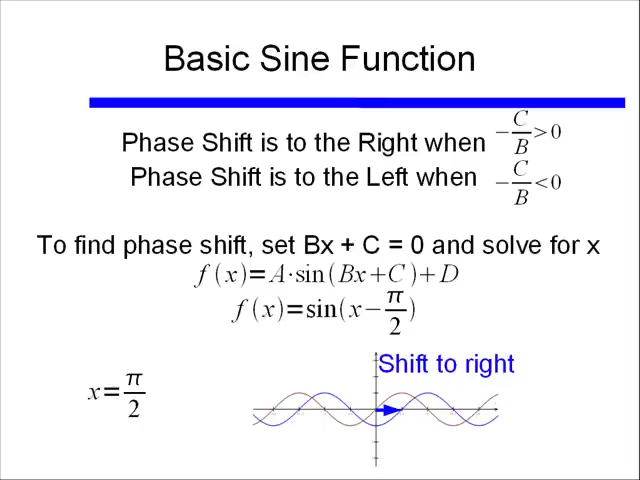 Basic Sine Function
Phase Shift is to the Right when −C/B>0
Phase Shift is to the Left when −C/B<0
To find phase shift, set Bx + C = 0 and solve for x
f(x)=A·sin(Bx+C)+D
f(x)=sin(x−π/2)
Shift to right
x=π/2